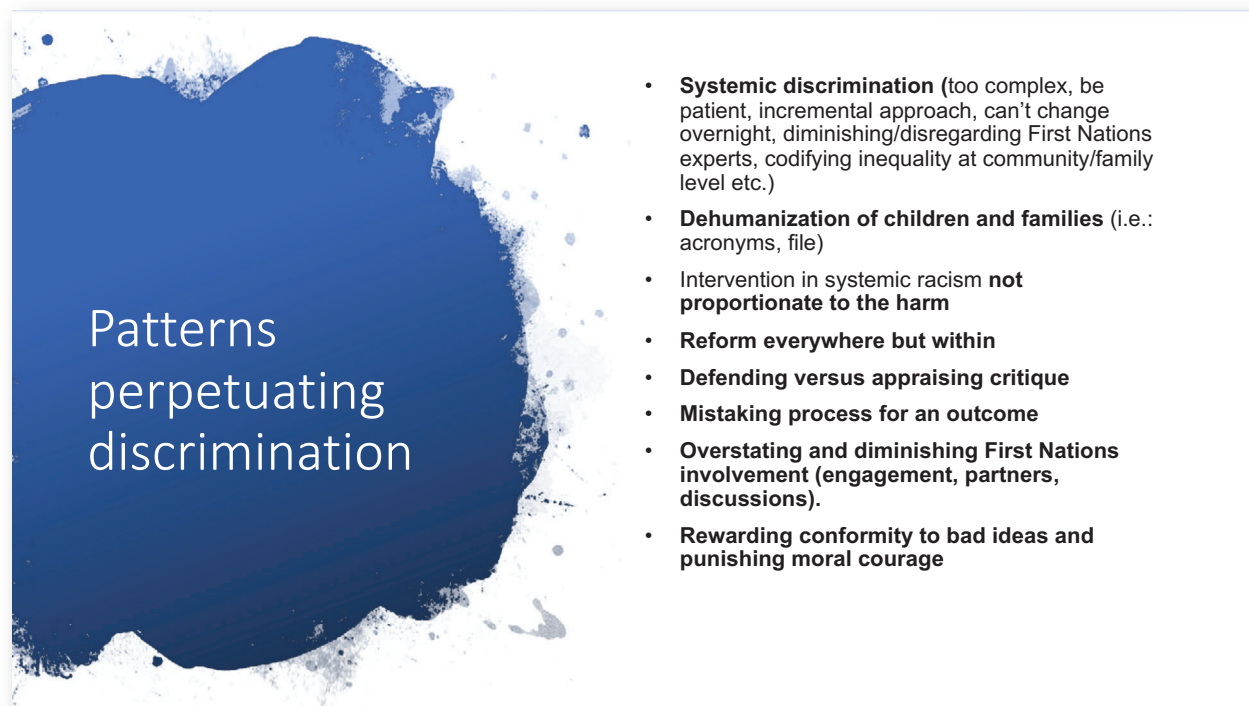 Patterns
perpetuating
discrimination
• Systemic discrimination (too complex, be
patient, incremental approach, can’t change
overnight, diminishing/disregarding First Nations
experts, codifying inequality at community/family
level etc.)
• Dehumanization of children and families (i.e.:
acronyms, file)
• Intervention in systemic racism not
proportionate to the harm
• Reform everywhere but within
• Defending versus appraising critique
• Mistaking process for an outcome
• Overstating and diminishing First Nations
involvement (engagement, partners,
discussions).
• Rewarding conformity to bad ideas and
punishing moral courage